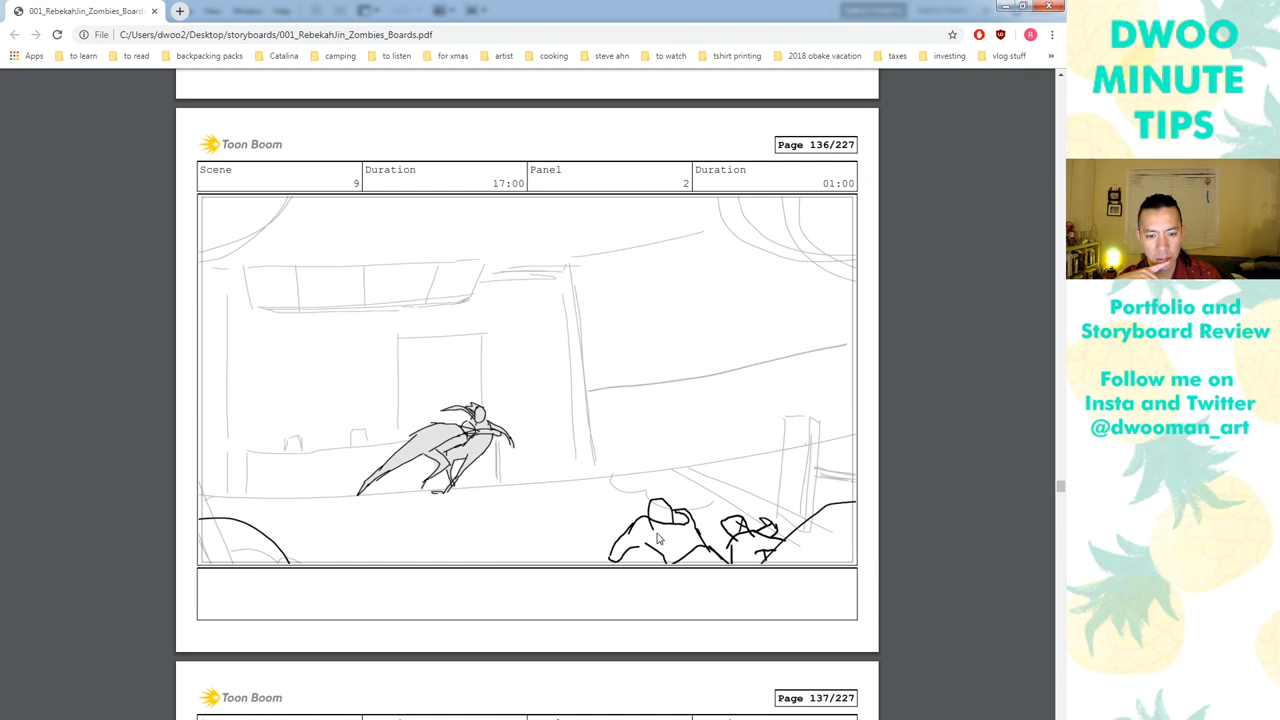 001_RebekahJin_Zombies_Boards
File
C:/Users/dwoo2/Desktop/storyboards/001_RebekahJin_Zombies_Boards.pdf
R
Apps
to learn
to read
backpacking packs
Catalina
camping
to listen
for xmas
artist
cooking
steve ahn
to watch
tshirt printing
2018 obake vacation
taxes
investing
vlog stuff
»
Toon Boom
Page 136/227
Scene
9
Duration
17:00
Panel
2
Duration
01:00
Toon Boom
Page 137/227
DWOO
MINUTE
TIPS
Portfolio and
Storyboard Review
Follow me on
Insta and Twitter
@dwooman_art